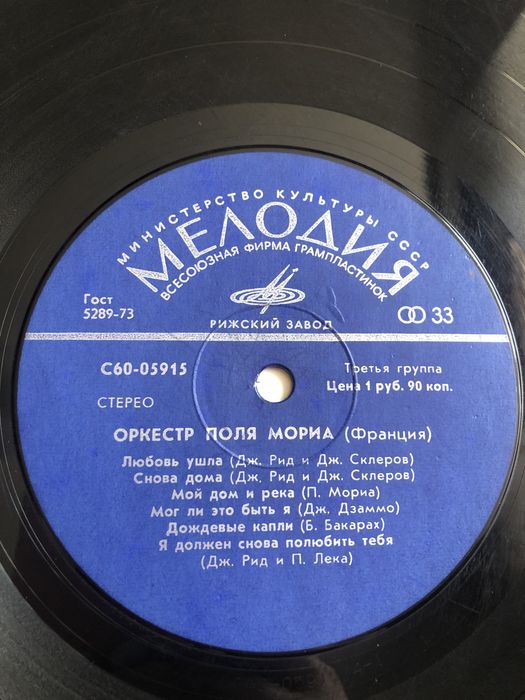 МИНИСТЕРСТВО КУЛЬТУРЫ СССР
МЕЛОДИЯ
ВСЕСОЮЗНАЯ ФИРМА ГРАМПЛАСТИНОК
Гост
5289-73
33
РИЖСКИЙ ЗАВОД
С60-05915
Третья группа
Цена 1 руб. 90 коп.
СТЕРЕО
ОРКЕСТР ПОЛЯ МОРИА (Франция)
Любовь ушла (Дж. Рид и Дж. Склеров)
Снова дома (Дж. Рид и Дж. Склеров)
Мой дом и река (П. Мориа)
Мог ли это быть я (Дж. Дзаммо)
Дождевые капли (Б. Бакарах)
Я должен снова полюбить тебя
(Дж. Рид и П. Лека)